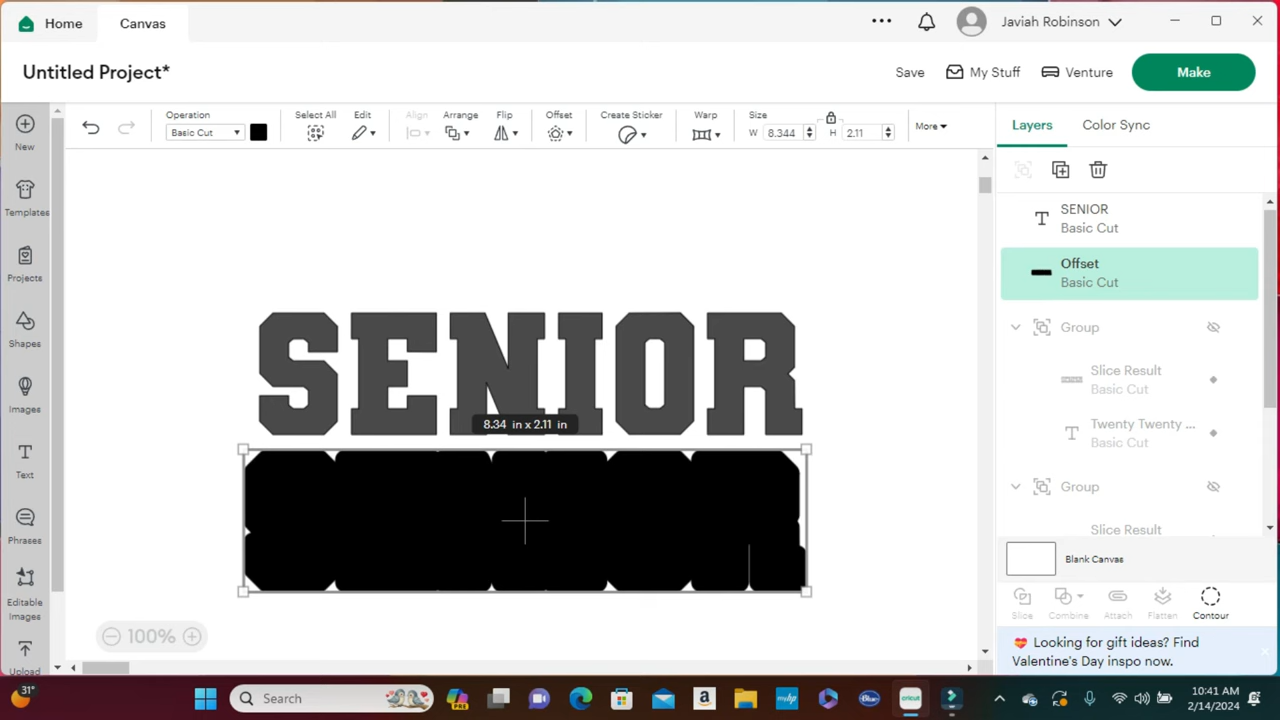 Home
Canvas
Javiah Robinson
Untitled Project*
Save
My Stuff
Venture
Make
New
Templates
Projects
Shapes
Images
Text
Phrases
Editable
Images
Upload
Operation
Basic Cut
Select All
Edit
Align
Arrange
Flip
Offset
Create Sticker
Warp
Size
W 8.344
H 2.11
More
SENIOR
8.34 in x 2.11 in
100%
Layers
Color Sync
SENIOR
Basic Cut
Offset
Basic Cut
Group
Slice Result
Basic Cut
Twenty Twenty ...
Basic Cut
Group
Slice Result
Blank Canvas
Slice
Combine
Attach
Flatten
Contour
Looking for gift ideas? Find
Valentine's Day inspo now.
31°
Search
PRE
a
myhp
Blue
cricut
10:41 AM
2/14/2024